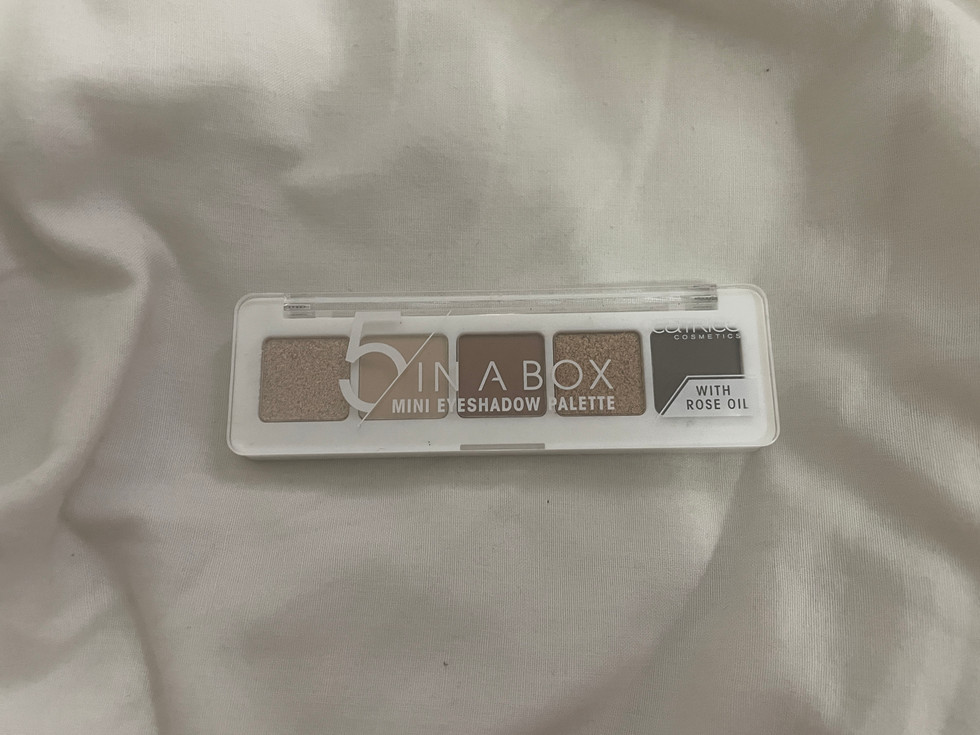 5 IN A BOX
MINI EYESHADOW PALETTE
CATRICE
COSMETICS
WITH
ROSE OIL